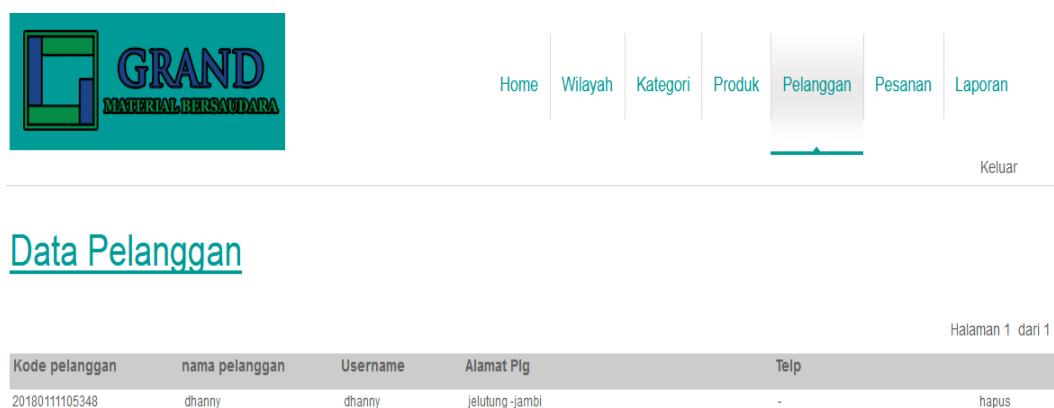 GRAND
MATERIAL BERSAUDARA
Home Wilayah Kategori Produk Pelanggan Pesanan Laporan
Keluar
Data Pelanggan
Halaman 1 dari 1
Kode pelanggan nama pelanggan Username Alamat Plg Telp
20180111105348 dhanny dhanny jelutung -jambi - hapus